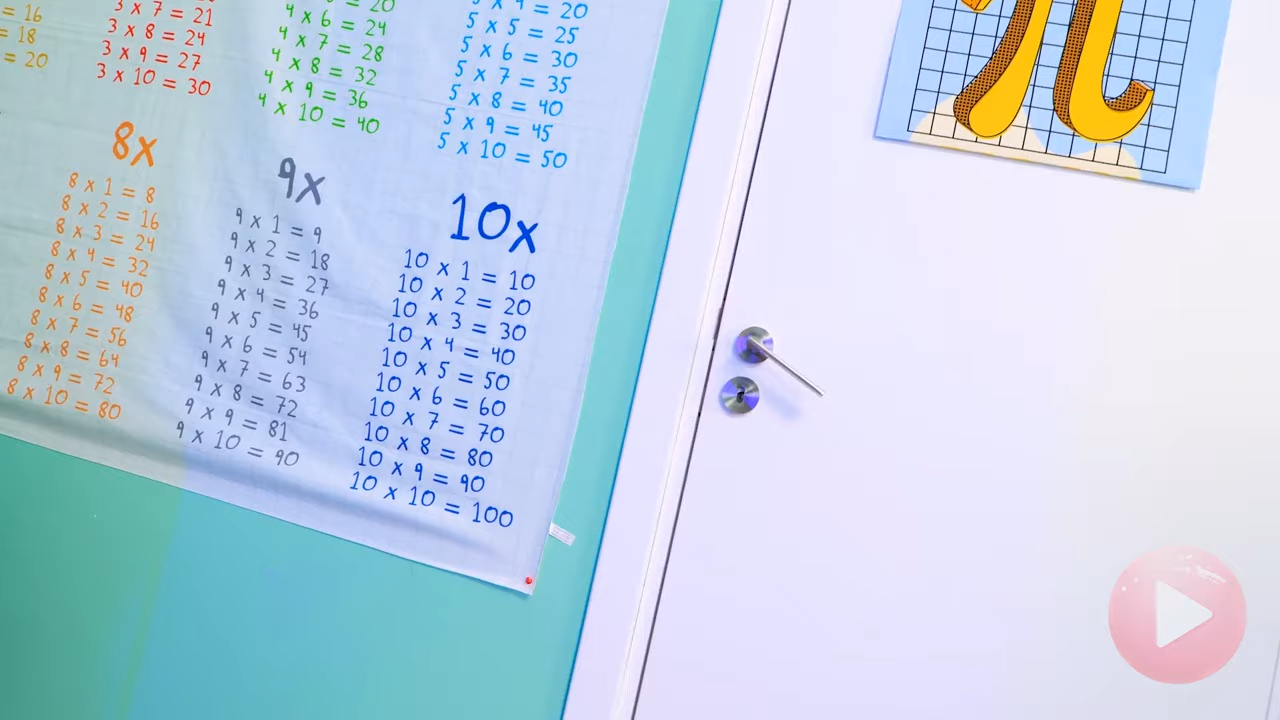 = 16
= 18
= 20
3 x 7 = 21
3 x 8 = 24
3 x 9 = 27
3 x 10 = 30
= 20
4 x 6 = 24
4 x 7 = 28
4 x 8 = 32
4 x 9 = 36
4 x 10 = 40
5 x 4 = 20
5 x 5 = 25
5 x 6 = 30
5 x 7 = 35
5 x 8 = 40
5 x 9 = 45
5 x 10 = 50
8x
8 x 1 = 8
8 x 2 = 16
8 x 3 = 24
8 x 4 = 32
8 x 5 = 40
8 x 6 = 48
8 x 7 = 56
8 x 8 = 64
8 x 9 = 72
8 x 10 = 80
9x
9 x 1 = 9
9 x 2 = 18
9 x 3 = 27
9 x 4 = 36
9 x 5 = 45
9 x 6 = 54
9 x 7 = 63
9 x 8 = 72
9 x 9 = 81
9 x 10 = 90
10x
10 x 1 = 10
10 x 2 = 20
10 x 3 = 30
10 x 4 = 40
10 x 5 = 50
10 x 6 = 60
10 x 7 = 70
10 x 8 = 80
10 x 9 = 90
10 x 10 = 100
π